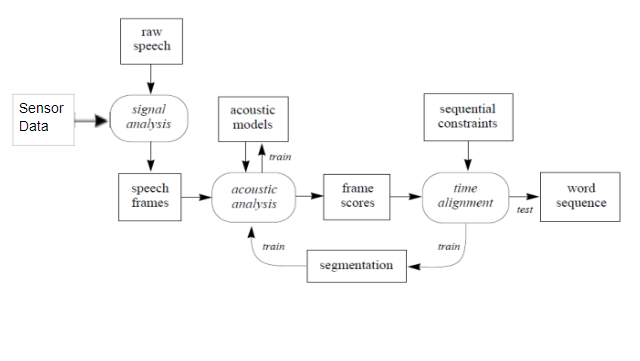 raw
speech
Sensor
Data
signal
analysis
acoustic
models
sequential
constraints
train
speech
frames
acoustic
analysis
frame
scores
time
alignment
test
word
sequence
train
train
segmentation